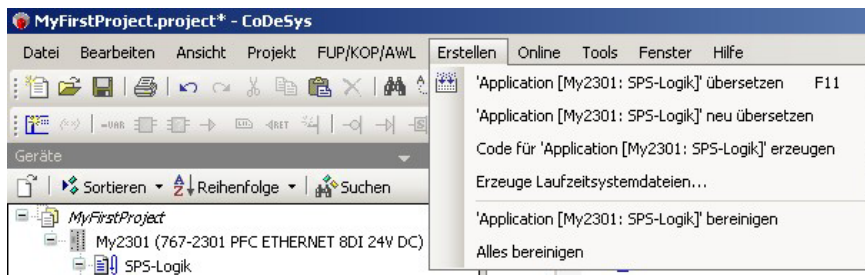 MyFirstProject.project* - CoDeSys
Datei Bearbeiten Ansicht Projekt FUP/KOP/AWL Erstellen Online Tools Fenster Hilfe
'Application [My2301: SPS-Logik]' übersetzen F11
'Application [My2301: SPS-Logik]' neu übersetzen
VAR RET S
Geräte
Code für 'Application [My2301: SPS-Logik]' erzeugen
Sortieren Reihenfolge Suchen
Erzeuge Laufzeitsystemdateien...
MyFirstProject
'Application [My2301: SPS-Logik]' bereinigen
My2301 (767-2301 PFC ETHERNET 8DI 24V DC)
Alles bereinigen
SPS-Logik